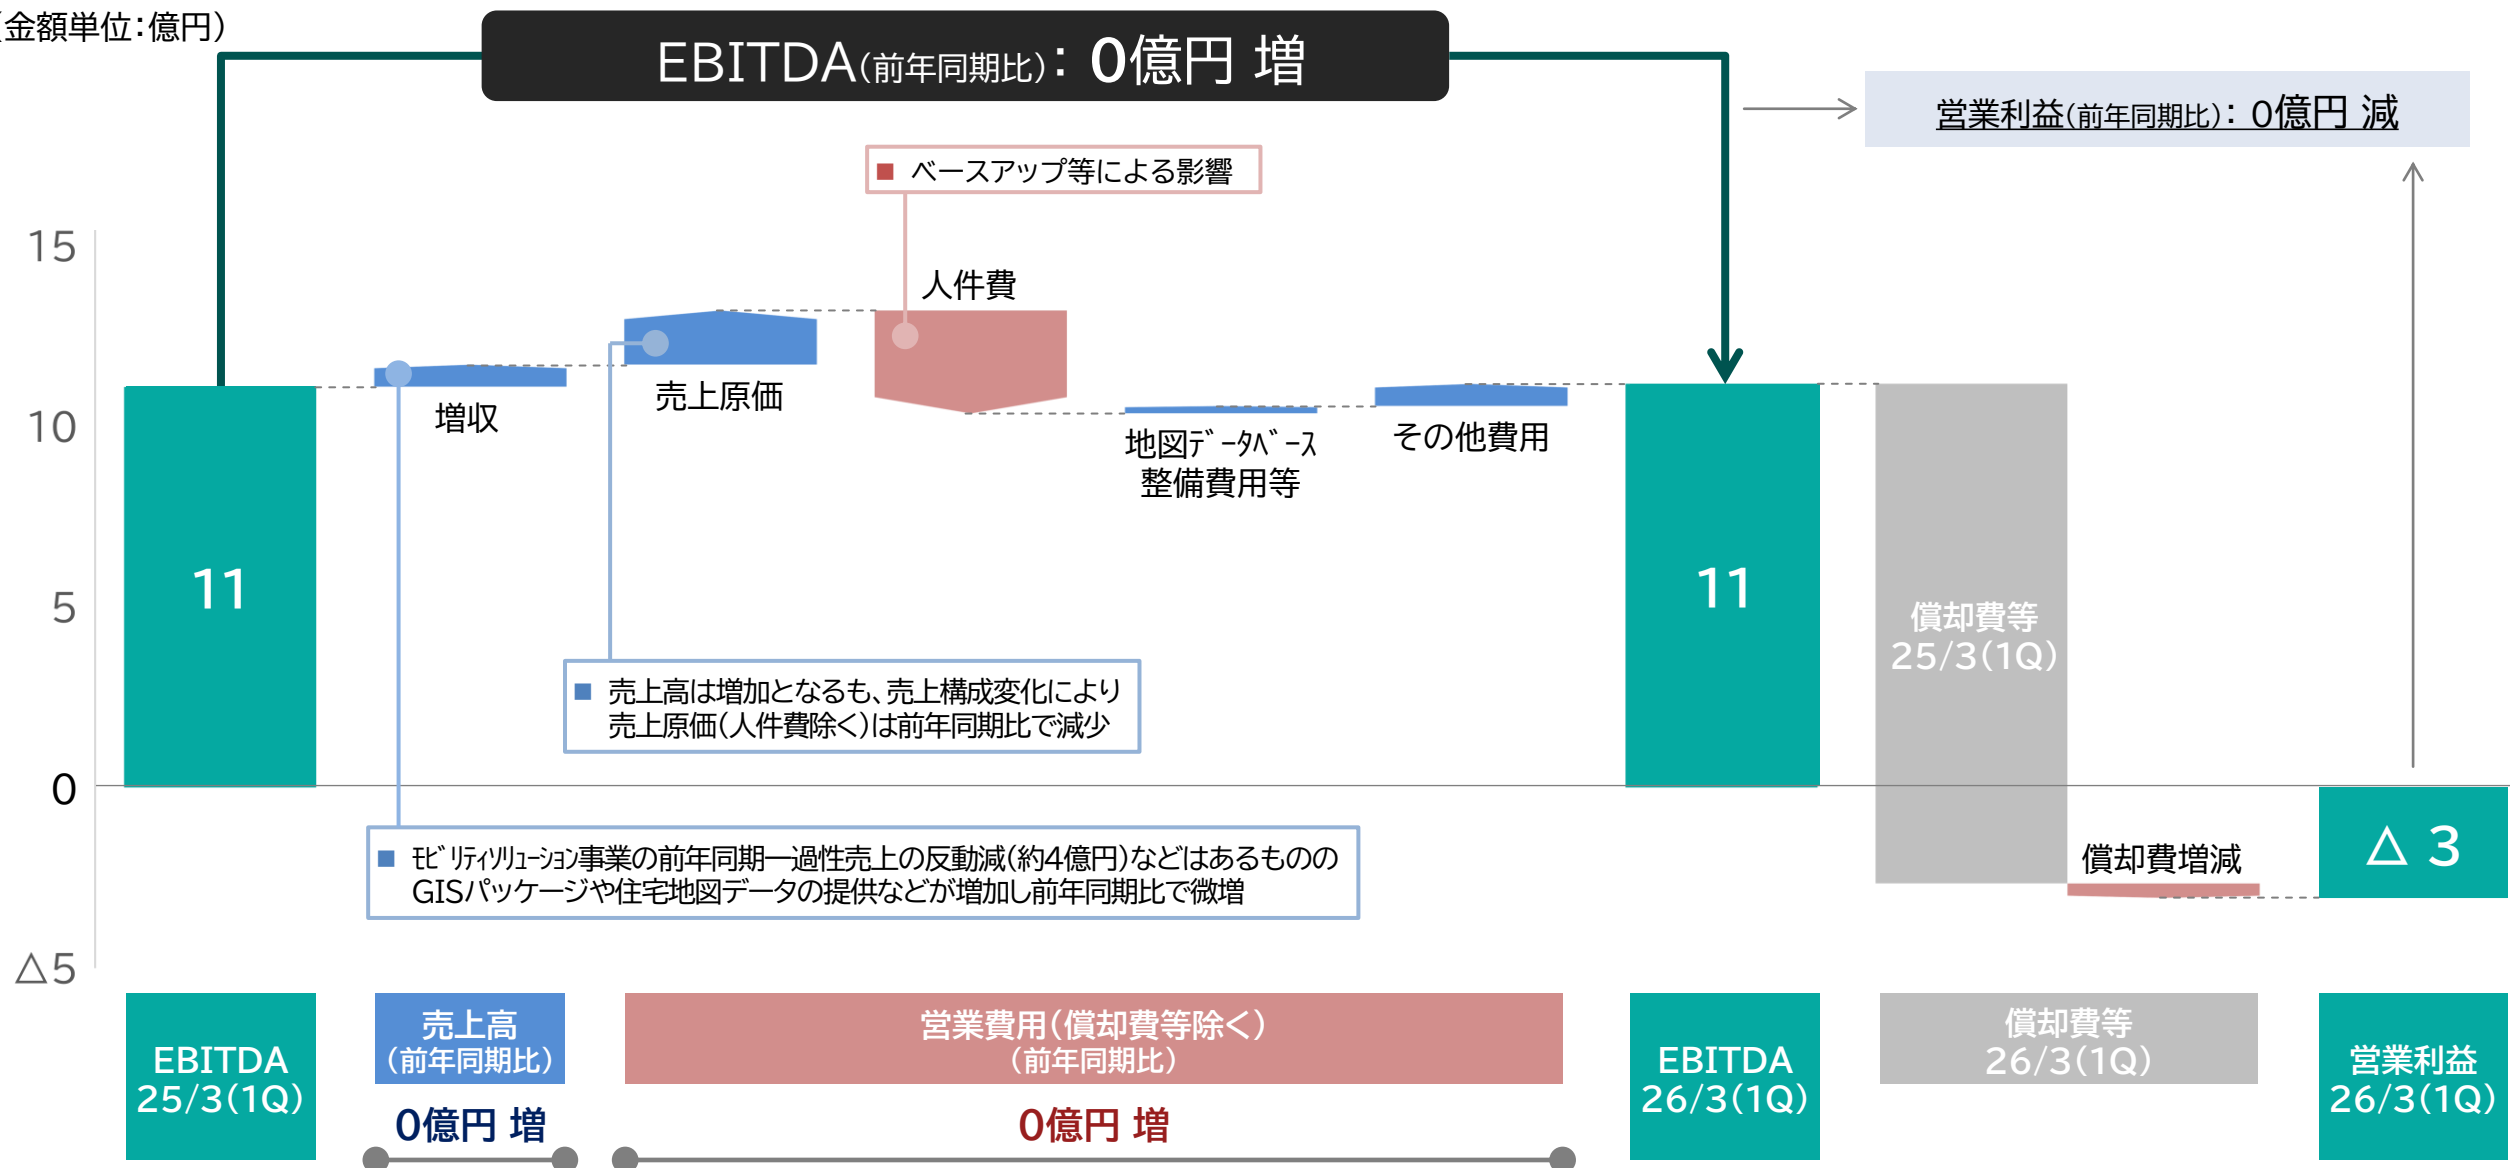 (金額単位:億円)
EBITDA(前年同期比): 0億円 増
営業利益(前年同期比): 0億円 減
■ ベースアップ等による影響
15
10
5
0
△5
人件費
増収
売上原価
地図ﾃﾞｰﾀﾍﾞｰｽ
整備費用等
その他費用
11
11
償却費等
25/3(1Q)
■ 売上高は増加となるも、売上構成変化により
売上原価(人件費除く)は前年同期比で減少
■ ﾓﾋﾞﾘﾃｨｿﾘｭｰｼｮﾝ事業の前年同期一過性売上の反動減(約4億円)などはあるものの
GISパッケージや住宅地図データの提供などが増加し前年同期比で微増
償却費増減
△ 3
EBITDA
25/3(1Q)
売上高
(前年同期比)
0億円 増
営業費用(償却費等除く)
(前年同期比)
0億円 増
EBITDA
26/3(1Q)
償却費等
26/3(1Q)
営業利益
26/3(1Q)